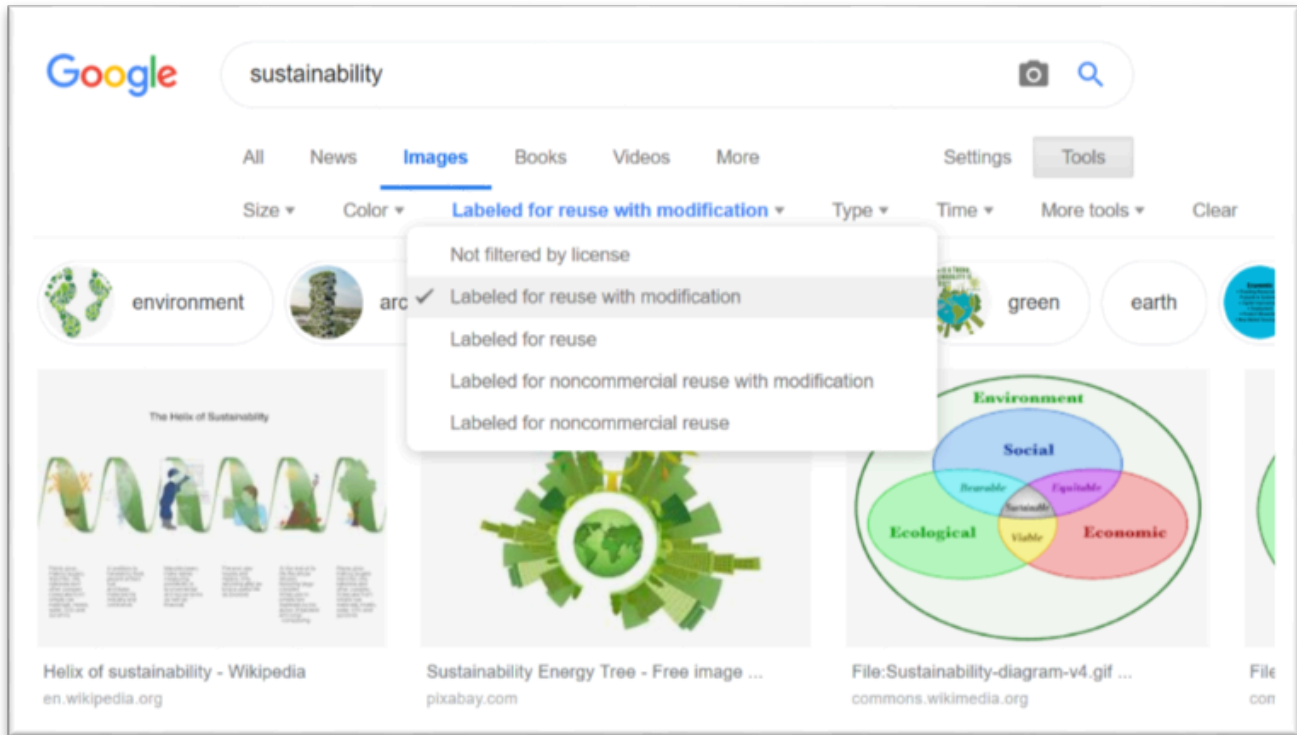 Google
sustainability
All News Images Books Videos More Settings Tools
Size Color Labeled for reuse with modification Type Time More tools Clear
Not filtered by license
Labeled for reuse with modification
Labeled for reuse
Labeled for noncommercial reuse with modification
Labeled for noncommercial reuse
environment arc green earth
The Helix of Sustainability
Environment
Social
Bearable Equitable
Sustainable
Ecological Viable Economic
Helix of sustainability - Wikipedia
en.wikipedia.org
Sustainability Energy Tree - Free image ...
pixabay.com
File:Sustainability-diagram-v4.gif ...
commons.wikimedia.org
File
com